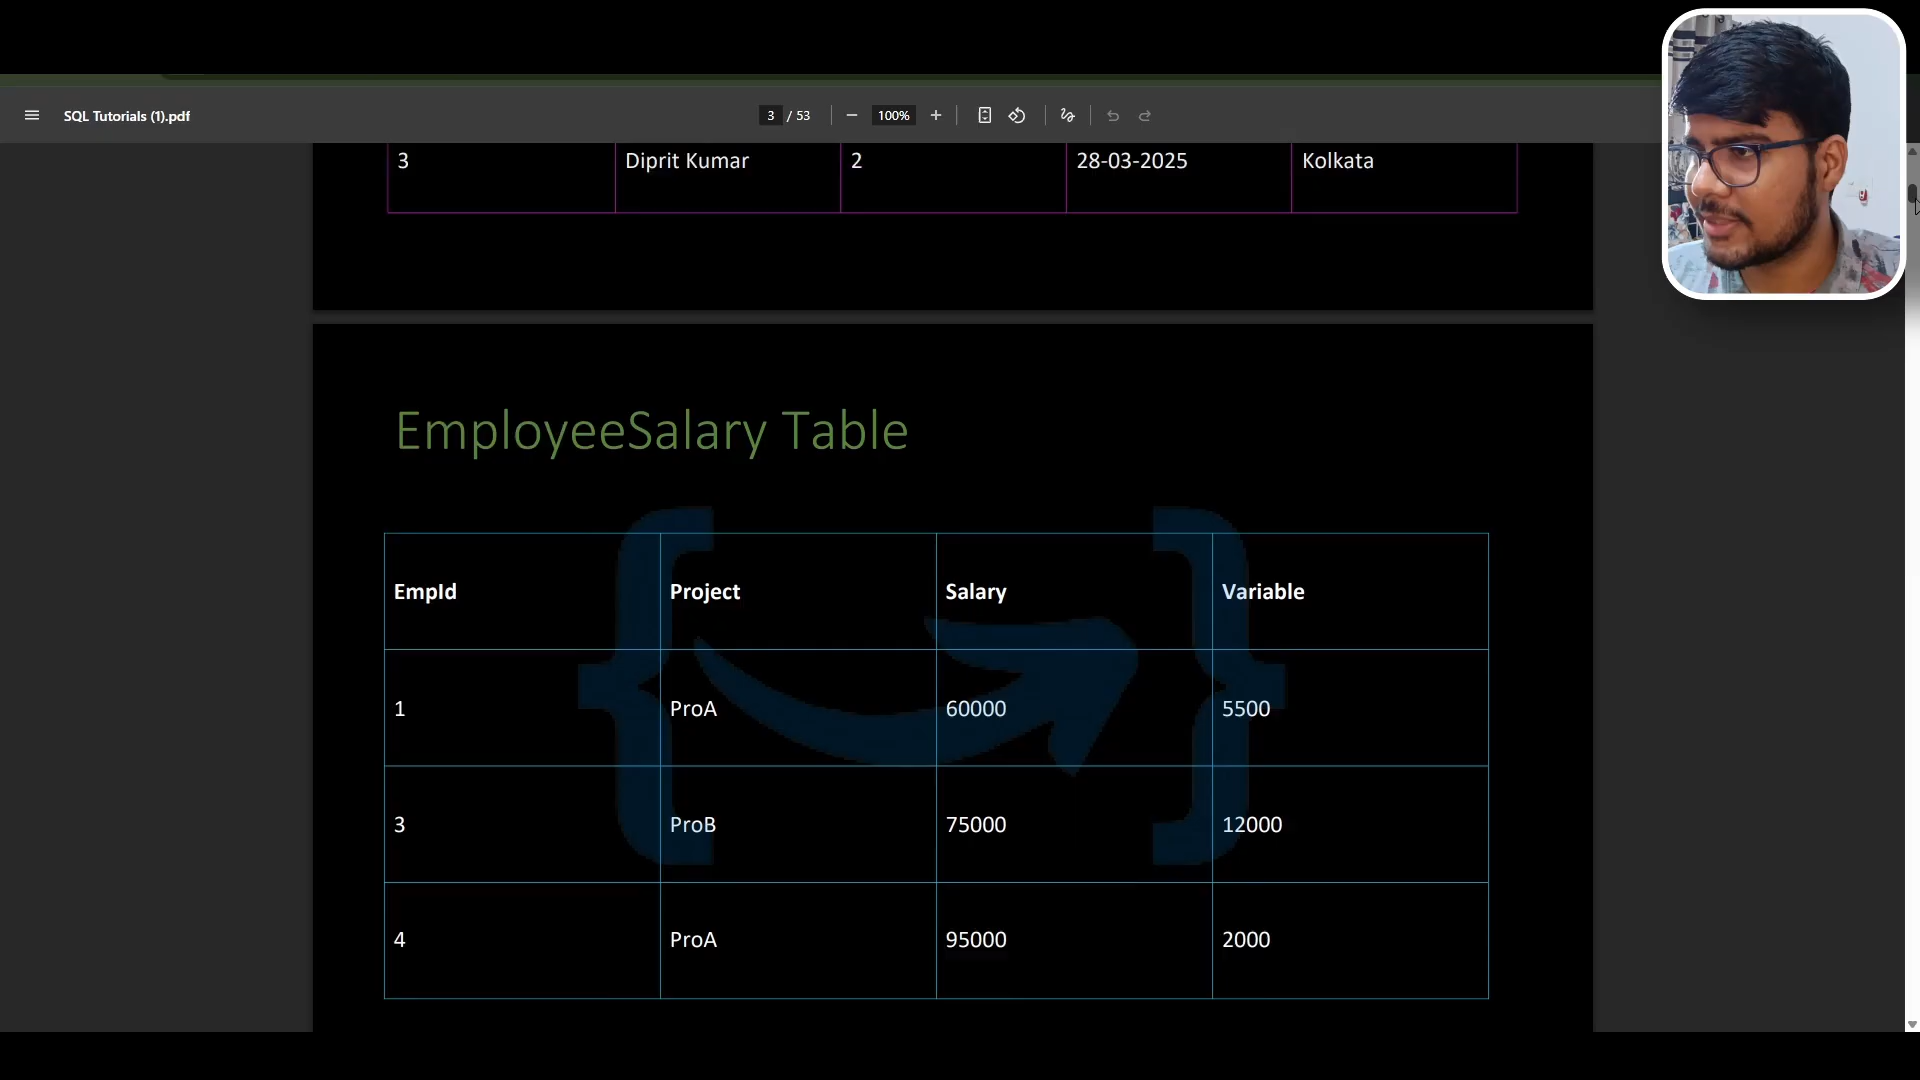 SQL Tutorials (1).pdf
3 / 53
100%
3 Diprit Kumar 2 28-03-2025 Kolkata
EmployeeSalary Table
EmpId Project Salary Variable
1 ProA 60000 5500
3 ProB 75000 12000
4 ProA 95000 2000